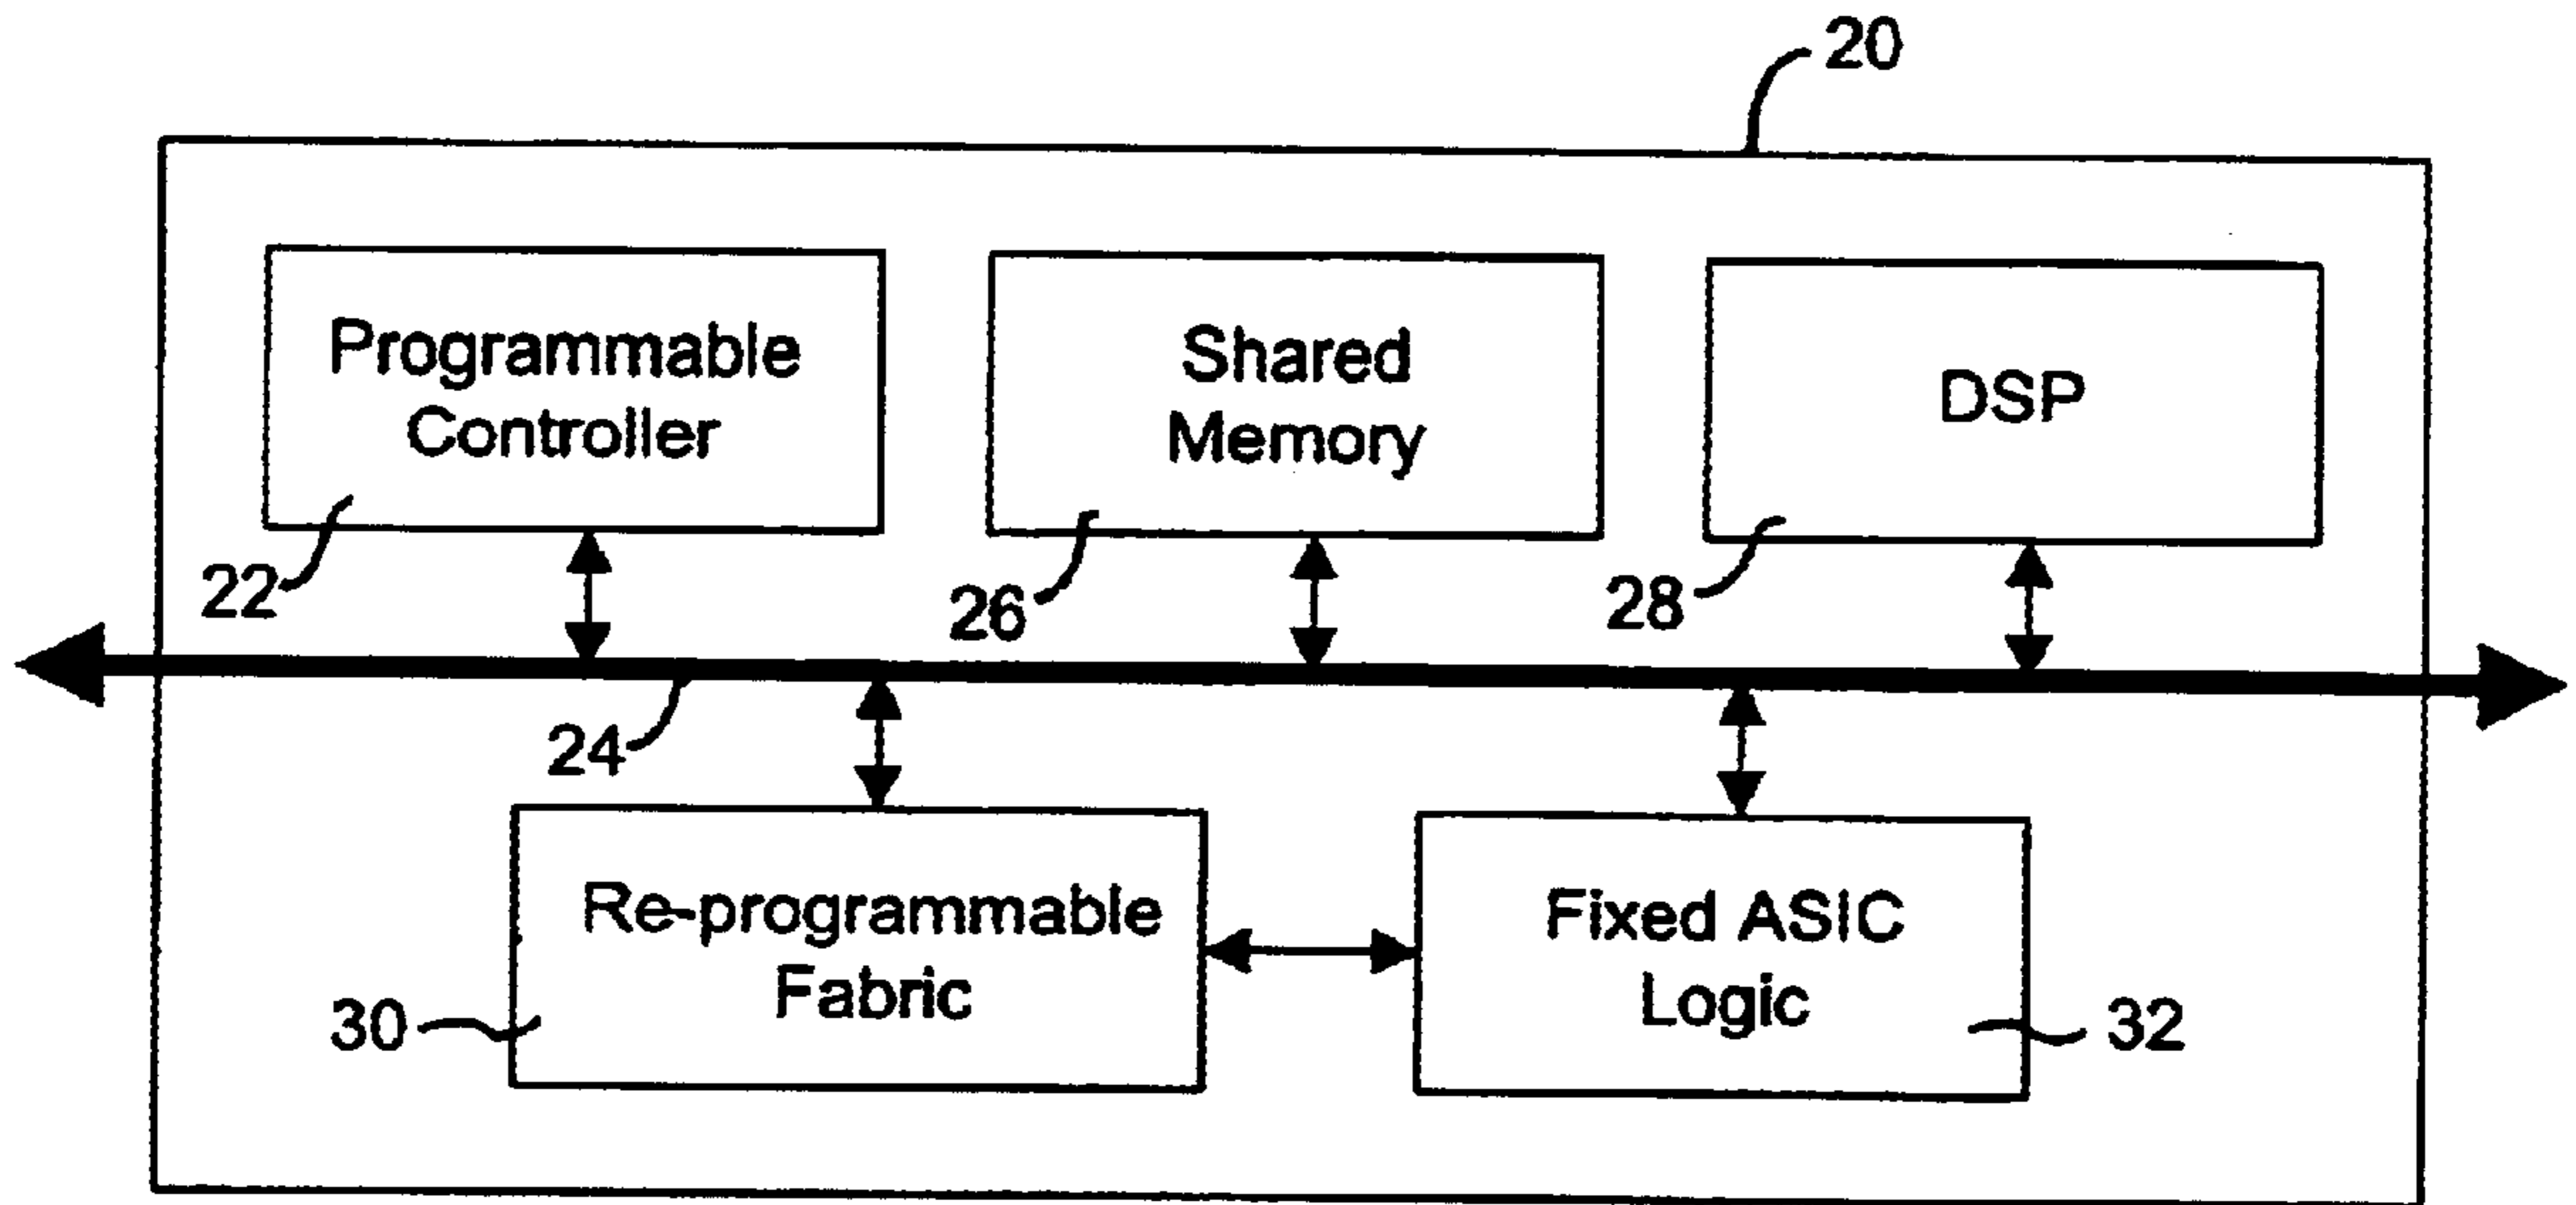 20
Programmable
Controller
22
Shared
Memory
26
DSP
28
24
Re-programmable
Fabric
30
Fixed ASIC
Logic
32